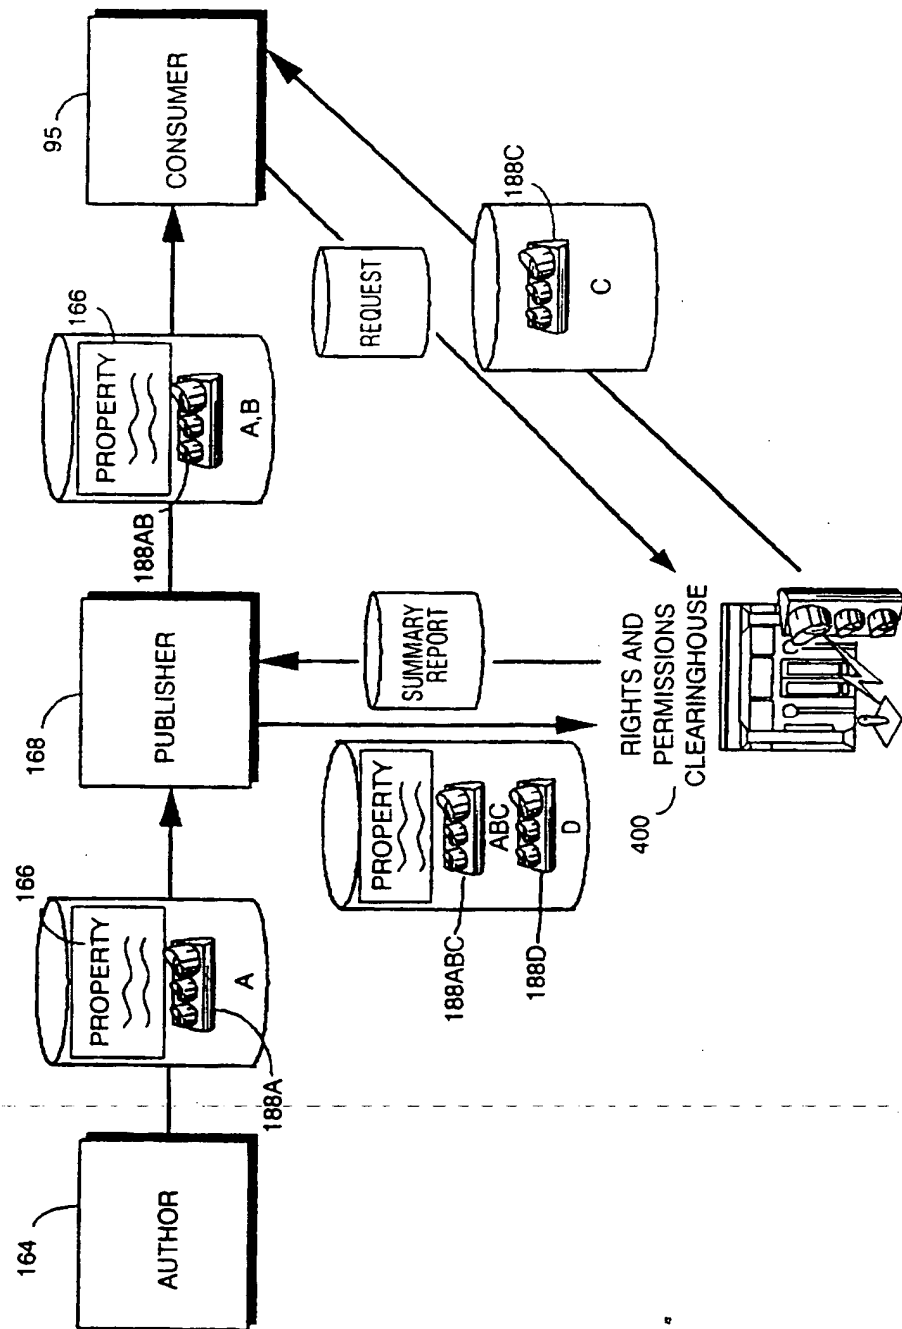 164
AUTHOR
166
PROPERTY
A
188A
168
PUBLISHER
188AB
166
PROPERTY
A,B
95
CONSUMER
PROPERTY
188ABC
ABC
188D
D
SUMMARY
REPORT
REQUEST
188C
C
400
RIGHTS AND
PERMISSIONS
CLEARINGHOUSE